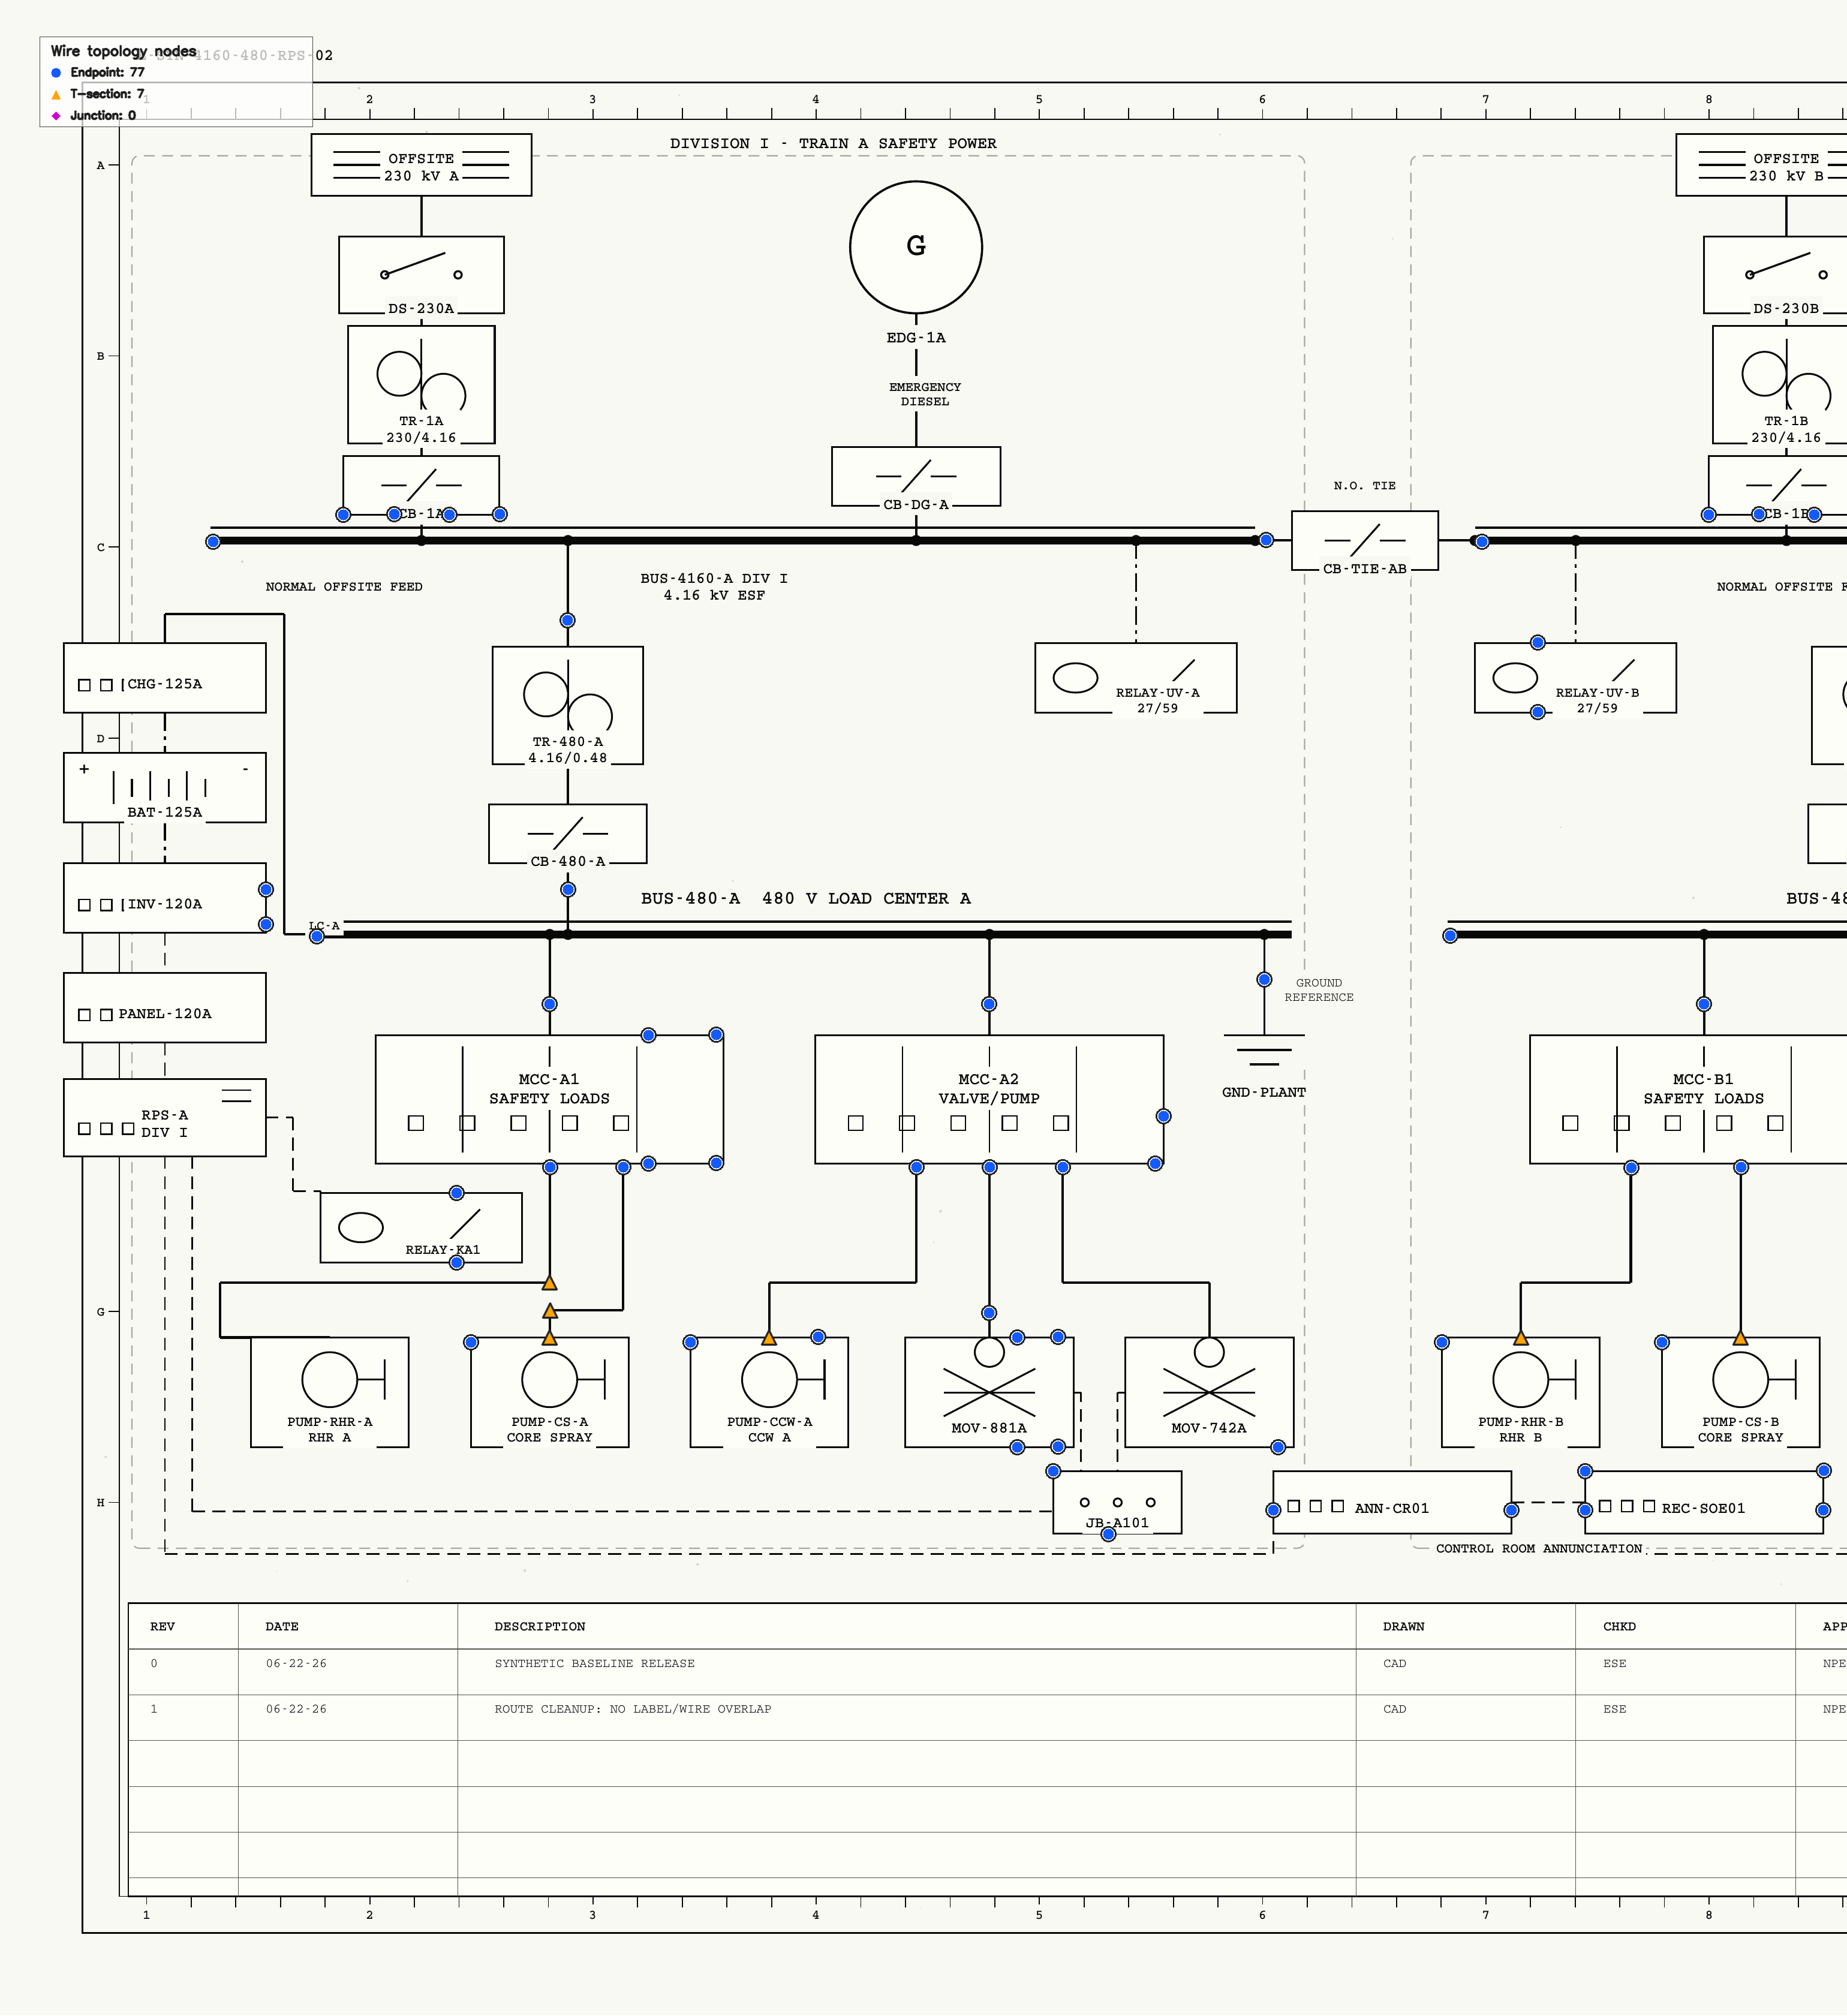 Wire topology nodes
4160-480-RPS-02
Endpoint: 77
T-section: 7
Junction: 0
1 2 3 4 5 6 7 8
DIVISION I - TRAIN A SAFETY POWER
A
OFFSITE
230 kV A
OFFSITE
230 kV B
G
DS-230A
DS-230B
EDG-1A
B
EMERGENCY
DIESEL
TR-1A
230/4.16
TR-1B
230/4.16
N.O. TIE
CB-DG-A
CB-1A
CB-1B
C
CB-TIE-AB
BUS-4160-A DIV I
4.16 kV ESF
NORMAL OFFSITE FEED
NORMAL OFFSITE F
[CHG-125A
RELAY-UV-A
27/59
RELAY-UV-B
27/59
D
TR-480-A
4.16/0.48
+ -
BAT-125A
CB-480-A
BUS-480-A 480 V LOAD CENTER A
BUS-48
[INV-120A
LC-A
GROUND
REFERENCE
PANEL-120A
MCC-A1
SAFETY LOADS
MCC-A2
VALVE/PUMP
GND-PLANT
MCC-B1
SAFETY LOADS
RPS-A
DIV I
RELAY-KA1
G
PUMP-RHR-A
RHR A
PUMP-CS-A
CORE SPRAY
PUMP-CCW-A
CCW A
MOV-881A
MOV-742A
PUMP-RHR-B
RHR B
PUMP-CS-B
CORE SPRAY
H
JB-A101
ANN-CR01
REC-SOE01
CONTROL ROOM ANNUNCIATION
REV DATE DESCRIPTION DRAWN CHKD APP
0 06-22-26 SYNTHETIC BASELINE RELEASE CAD ESE NPE
1 06-22-26 ROUTE CLEANUP: NO LABEL/WIRE OVERLAP CAD ESE NPE
1 2 3 4 5 6 7 8